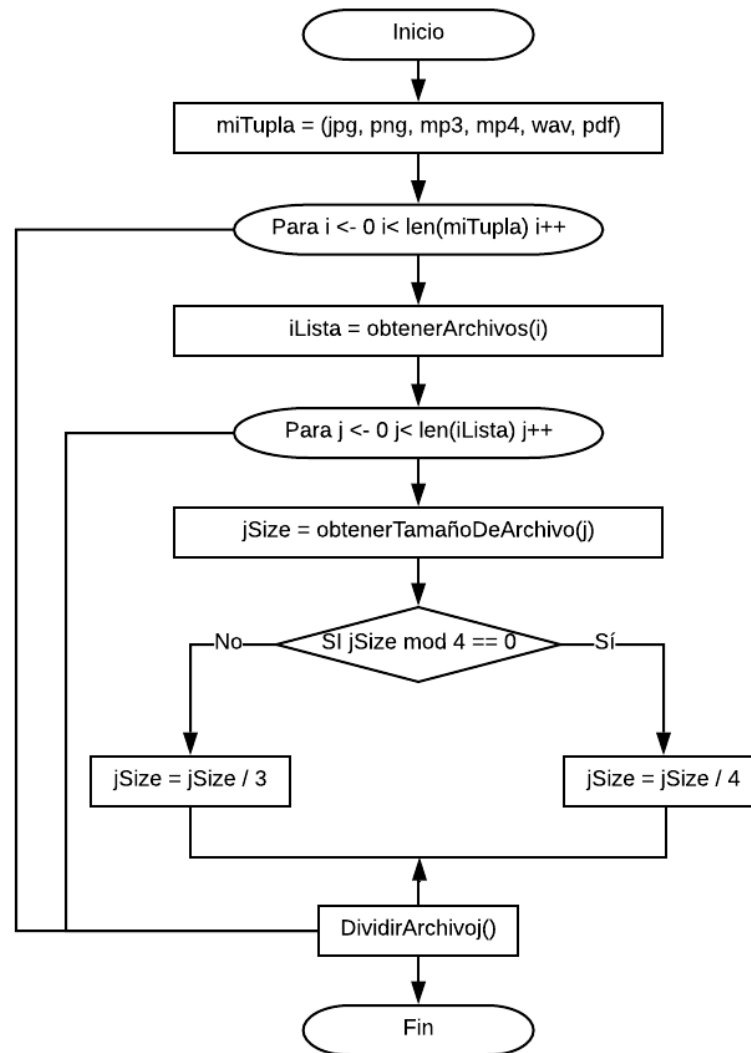 Inicio
miTupla = (jpg, png, mp3, mp4, wav, pdf)
Para i <- 0 i< len(miTupla) i++
iLista = obtenerArchivos(i)
Para j <- 0 j< len(iLista) j++
jSize = obtenerTamañoDeArchivo(j)
No
SI jSize mod 4 == 0
Sí
jSize = jSize / 3
jSize = jSize / 4
DividirArchivoj()
Fin